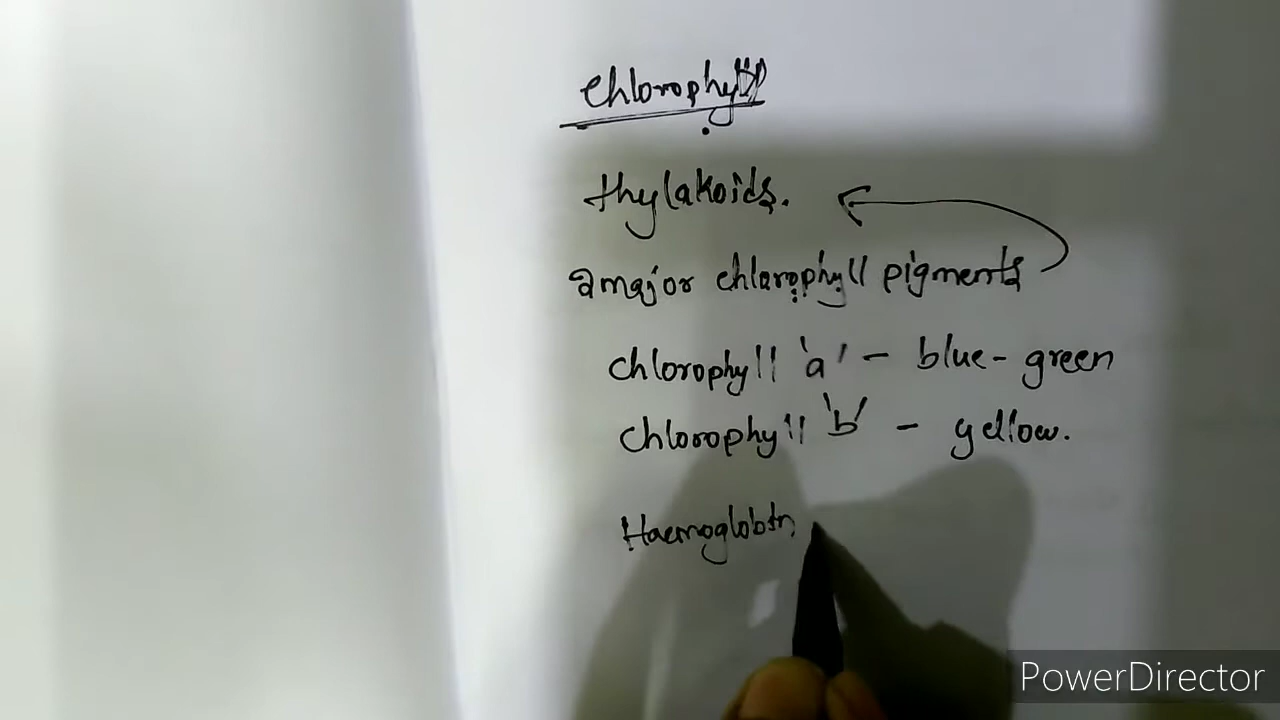 Chlorophyll
thylakoids.
2 major chlorophyll pigments
chlorophyll 'a' - blue-green
chlorophyll 'b' - yellow.
Haemoglobin
PowerDirector